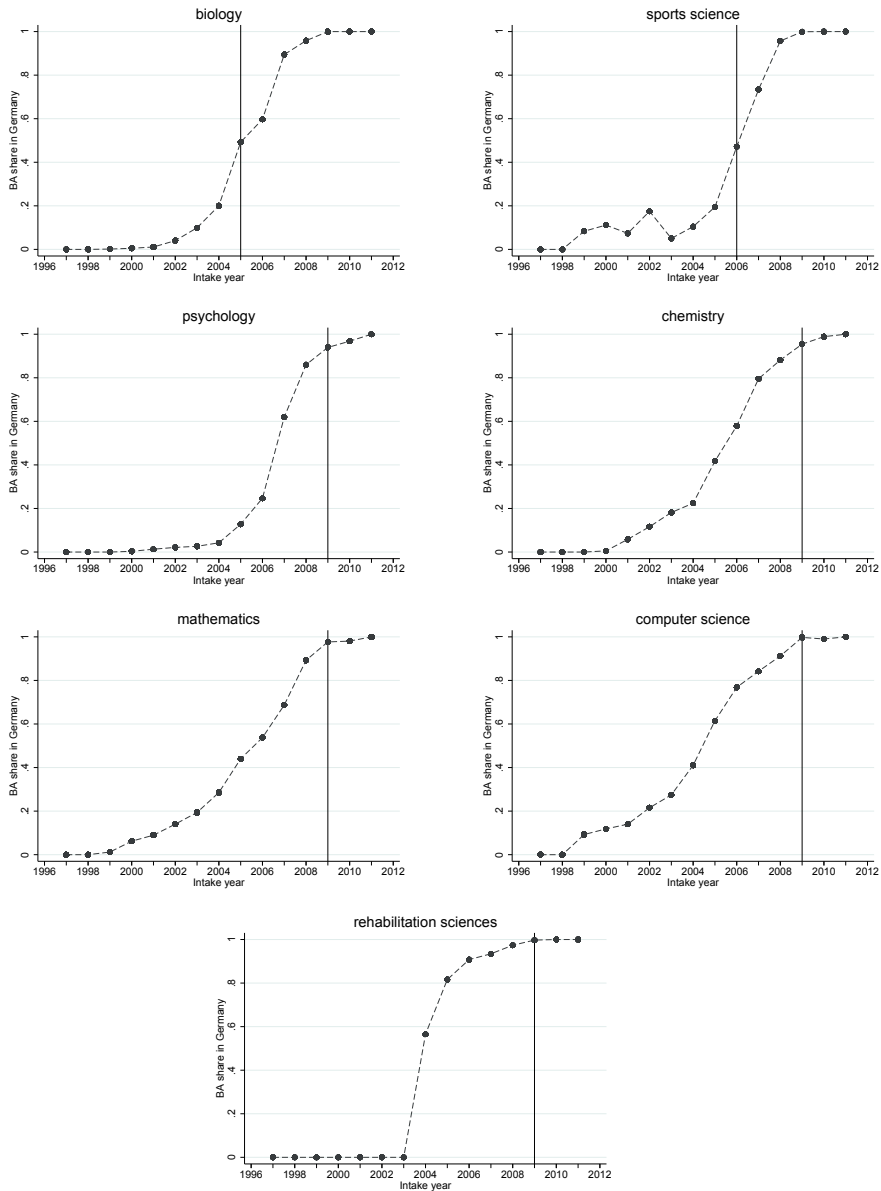 biology
BA share in Germany
0 .2 .4 .6 .8 1
1996 1998 2000 2002 2004 2006 2008 2010 2012
Intake year
sports science
BA share in Germany
0 .2 .4 .6 .8 1
1996 1998 2000 2002 2004 2006 2008 2010 2012
Intake year
psychology
BA share in Germany
0 .2 .4 .6 .8 1
1996 1998 2000 2002 2004 2006 2008 2010 2012
Intake year
chemistry
BA share in Germany
0 .2 .4 .6 .8 1
1996 1998 2000 2002 2004 2006 2008 2010 2012
Intake year
mathematics
BA share in Germany
0 .2 .4 .6 .8 1
1996 1998 2000 2002 2004 2006 2008 2010 2012
Intake year
computer science
BA share in Germany
0 .2 .4 .6 .8 1
1996 1998 2000 2002 2004 2006 2008 2010 2012
Intake year
rehabilitation sciences
BA share in Germany
0 .2 .4 .6 .8 1
1996 1998 2000 2002 2004 2006 2008 2010 2012
Intake year